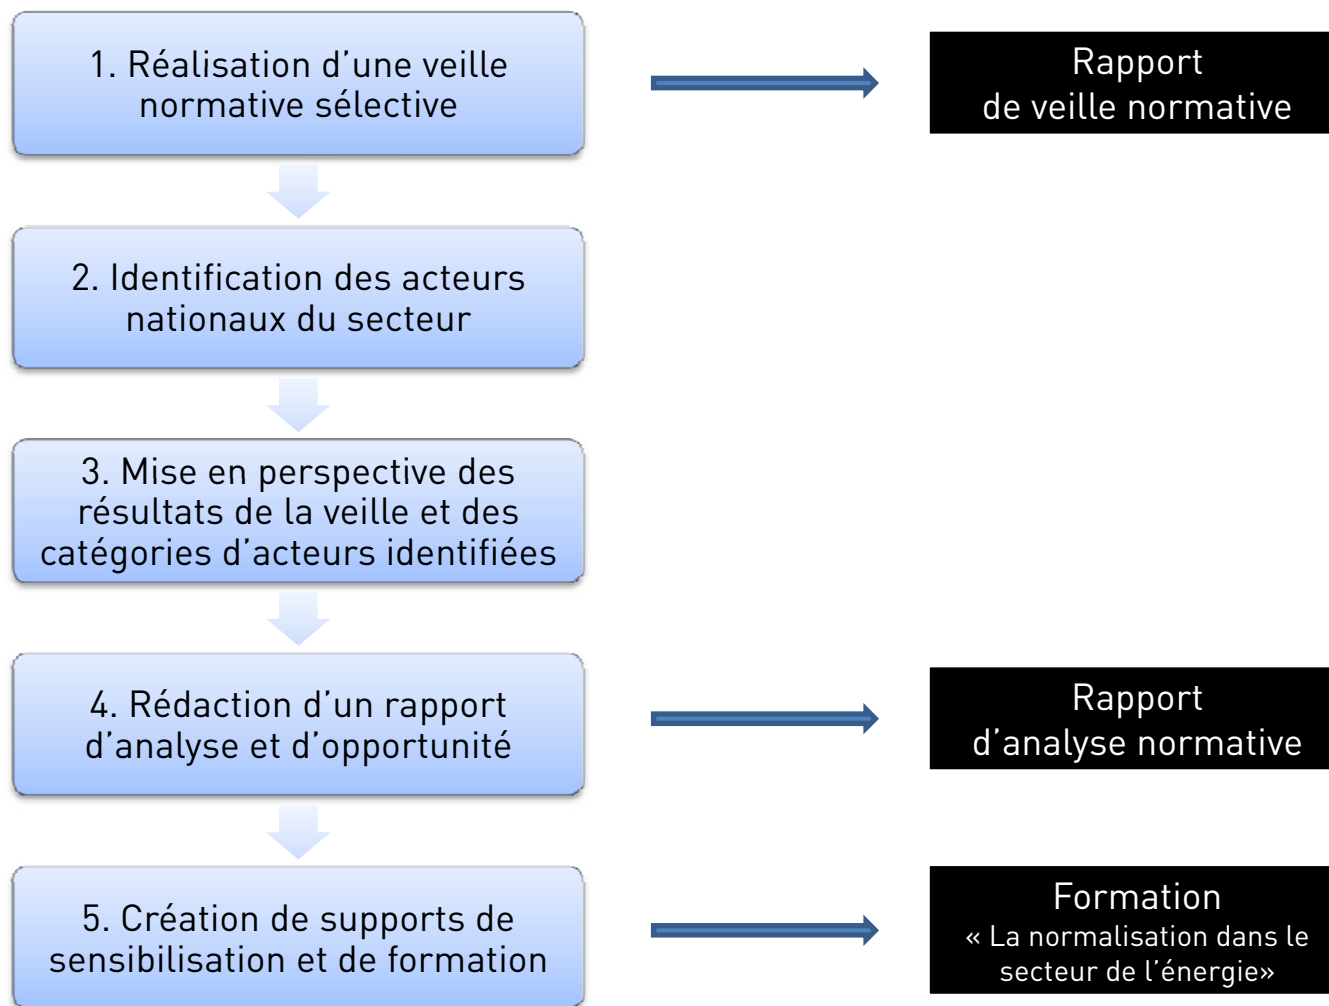 1. Réalisation d’une veille
normative sélective
Rapport
de veille normative
2. Identification des acteurs
nationaux du secteur
3. Mise en perspective des
résultats de la veille et des
catégories d’acteurs identifiées
4. Rédaction d’un rapport
d’analyse et d’opportunité
Rapport
d’analyse normative
5. Création de supports de
sensibilisation et de formation
Formation
« La normalisation dans le
secteur de l’énergie»